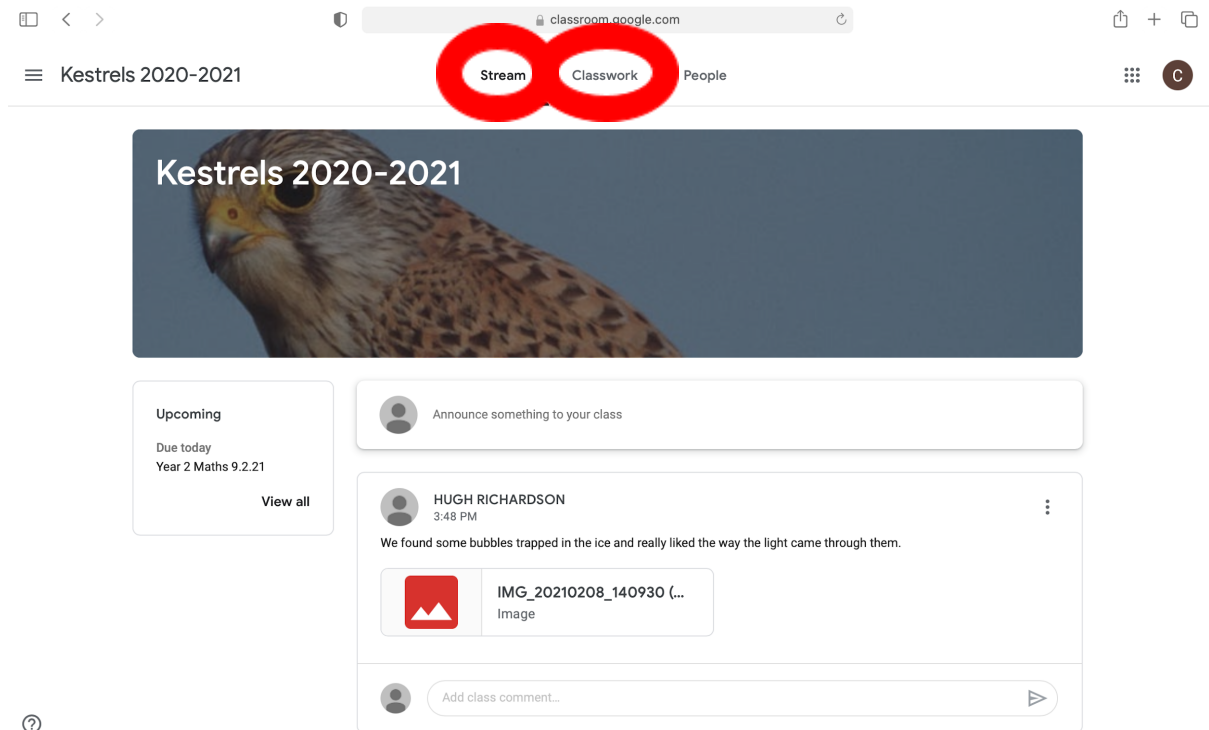 classroom.google.com
Kestrels 2020-2021
Stream Classwork People
C
Kestrels 2020-2021
Upcoming
Due today
Year 2 Maths 9.2.21
View all
Announce something to your class
HUGH RICHARDSON
3:48 PM
We found some bubbles trapped in the ice and really liked the way the light came through them.
IMG_20210208_140930 (...
Image
Add class comment...
?